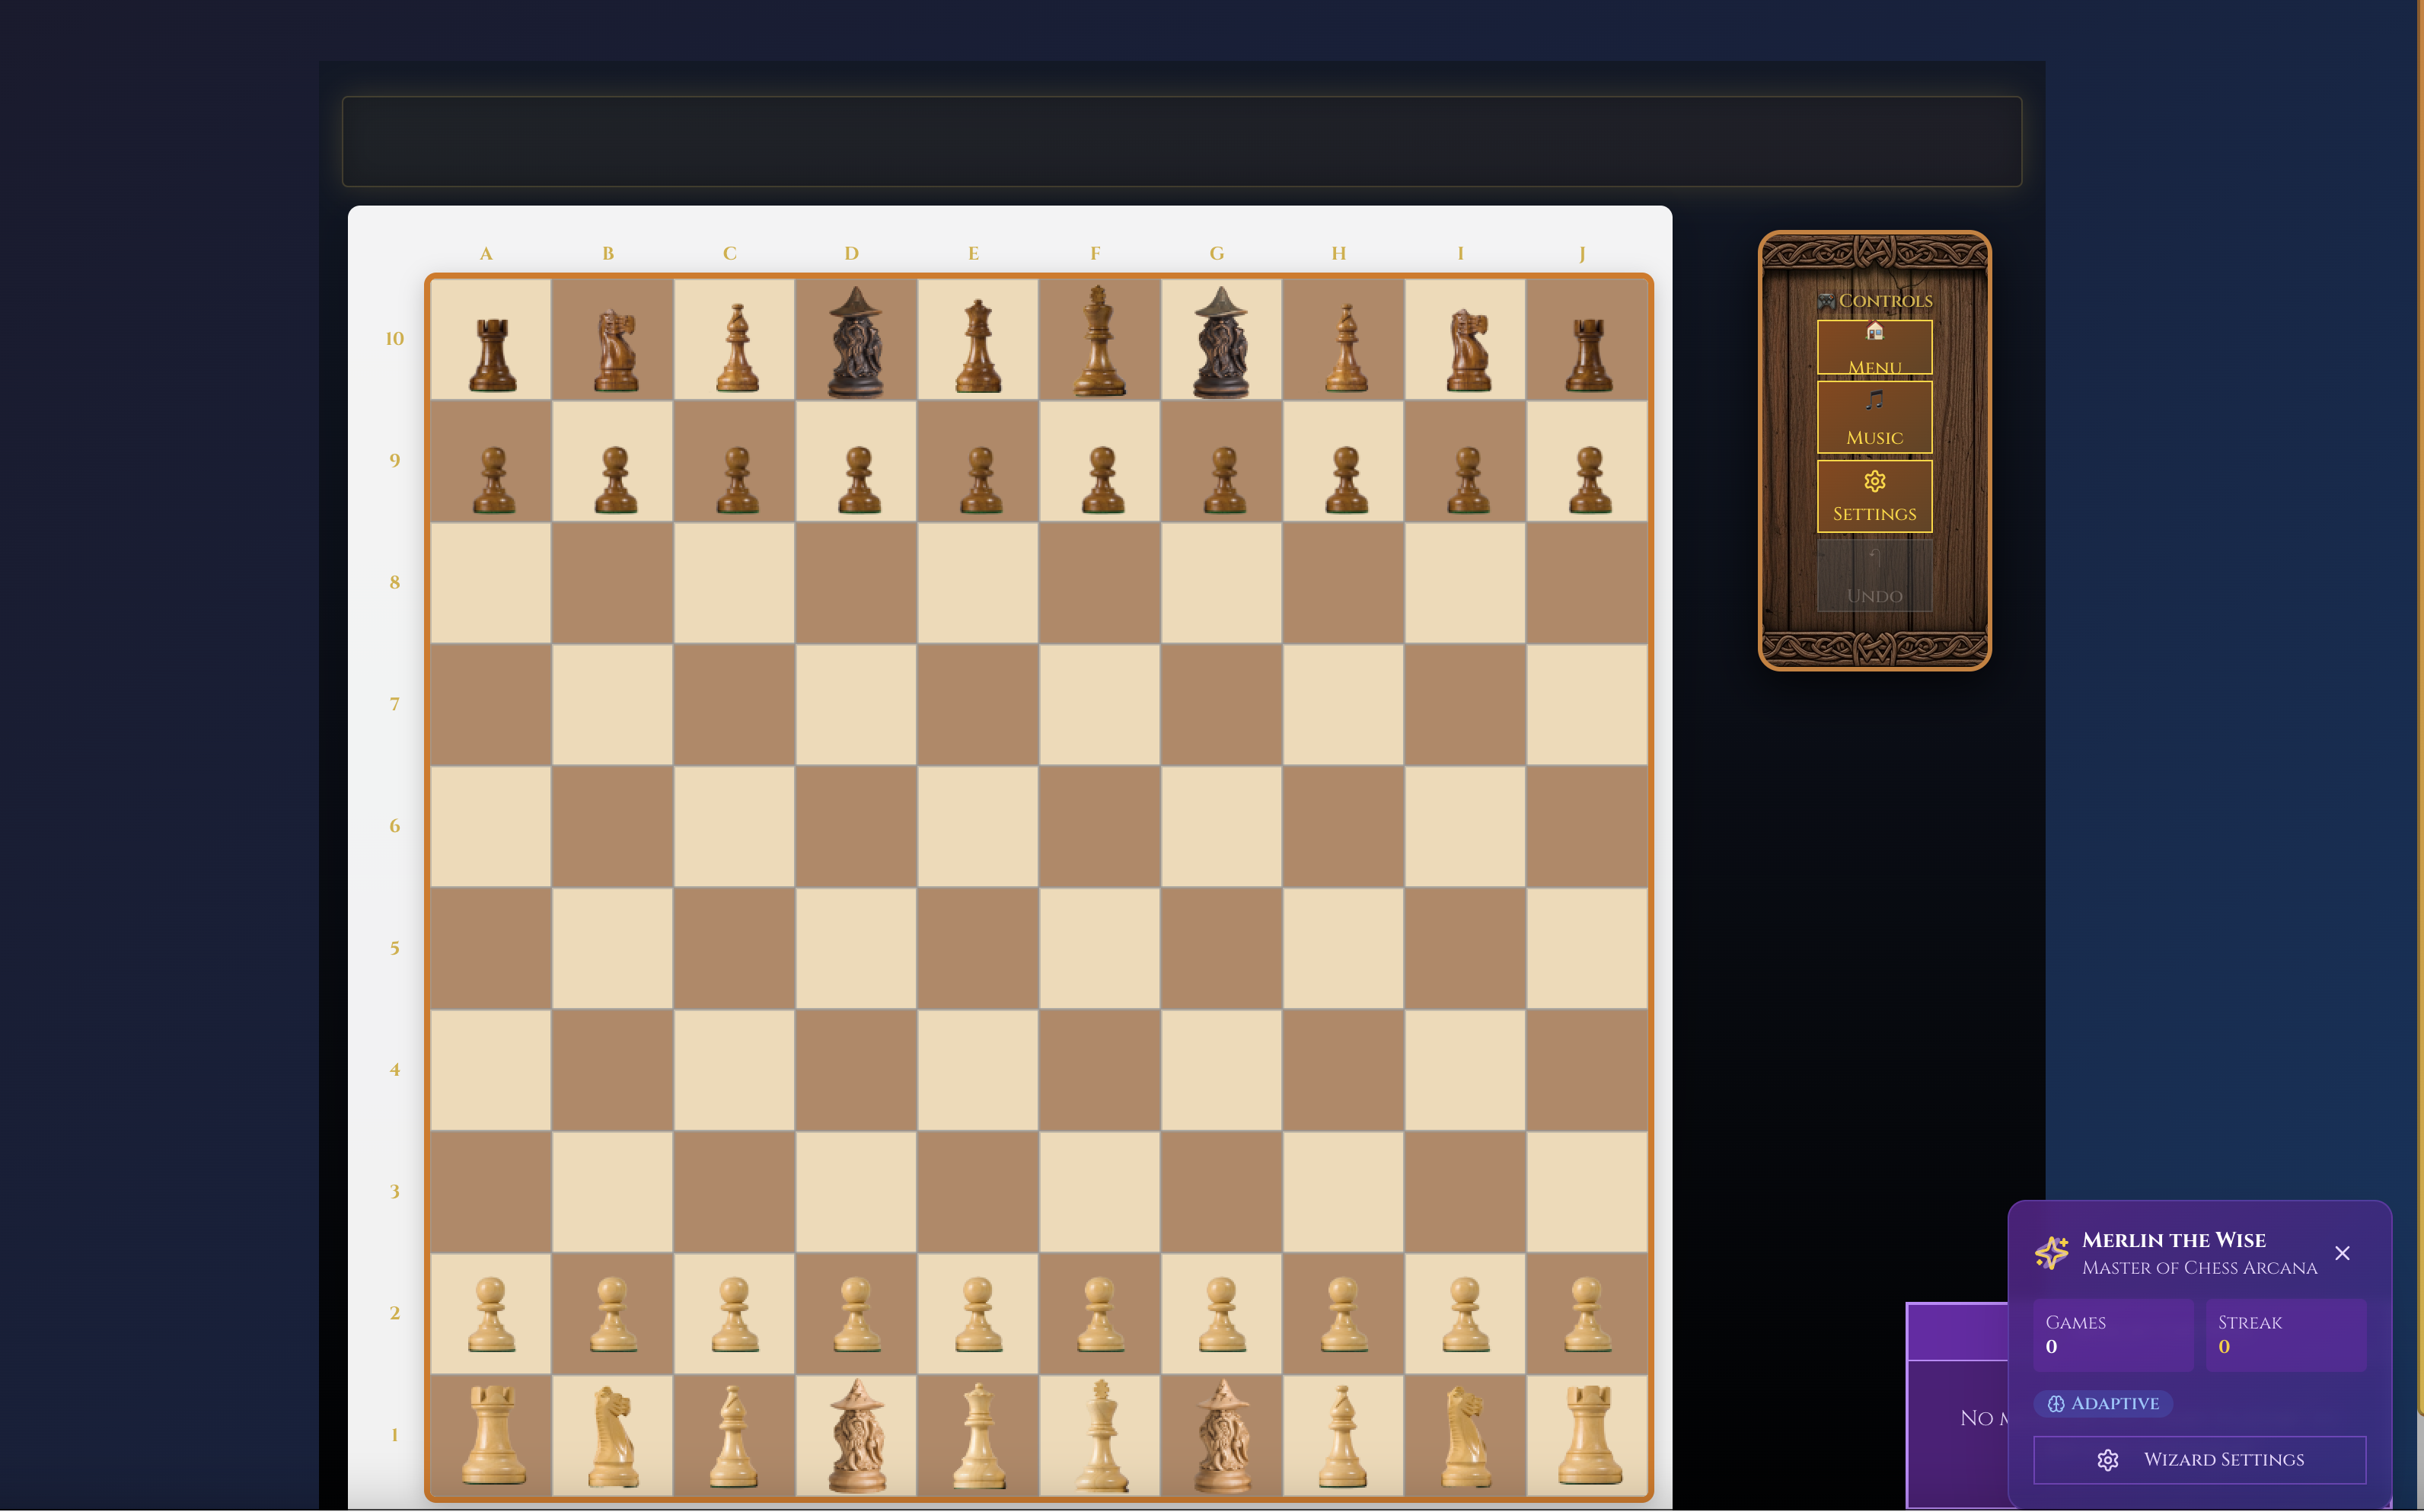 A B C D E F G H I J
10
9
8
7
6
5
4
3
2
1
Controls
Menu
Music
Settings
Undo
No
Merlin the Wise
Master of Chess Arcana
Games
0
Streak
0
Adaptive
Wizard Settings